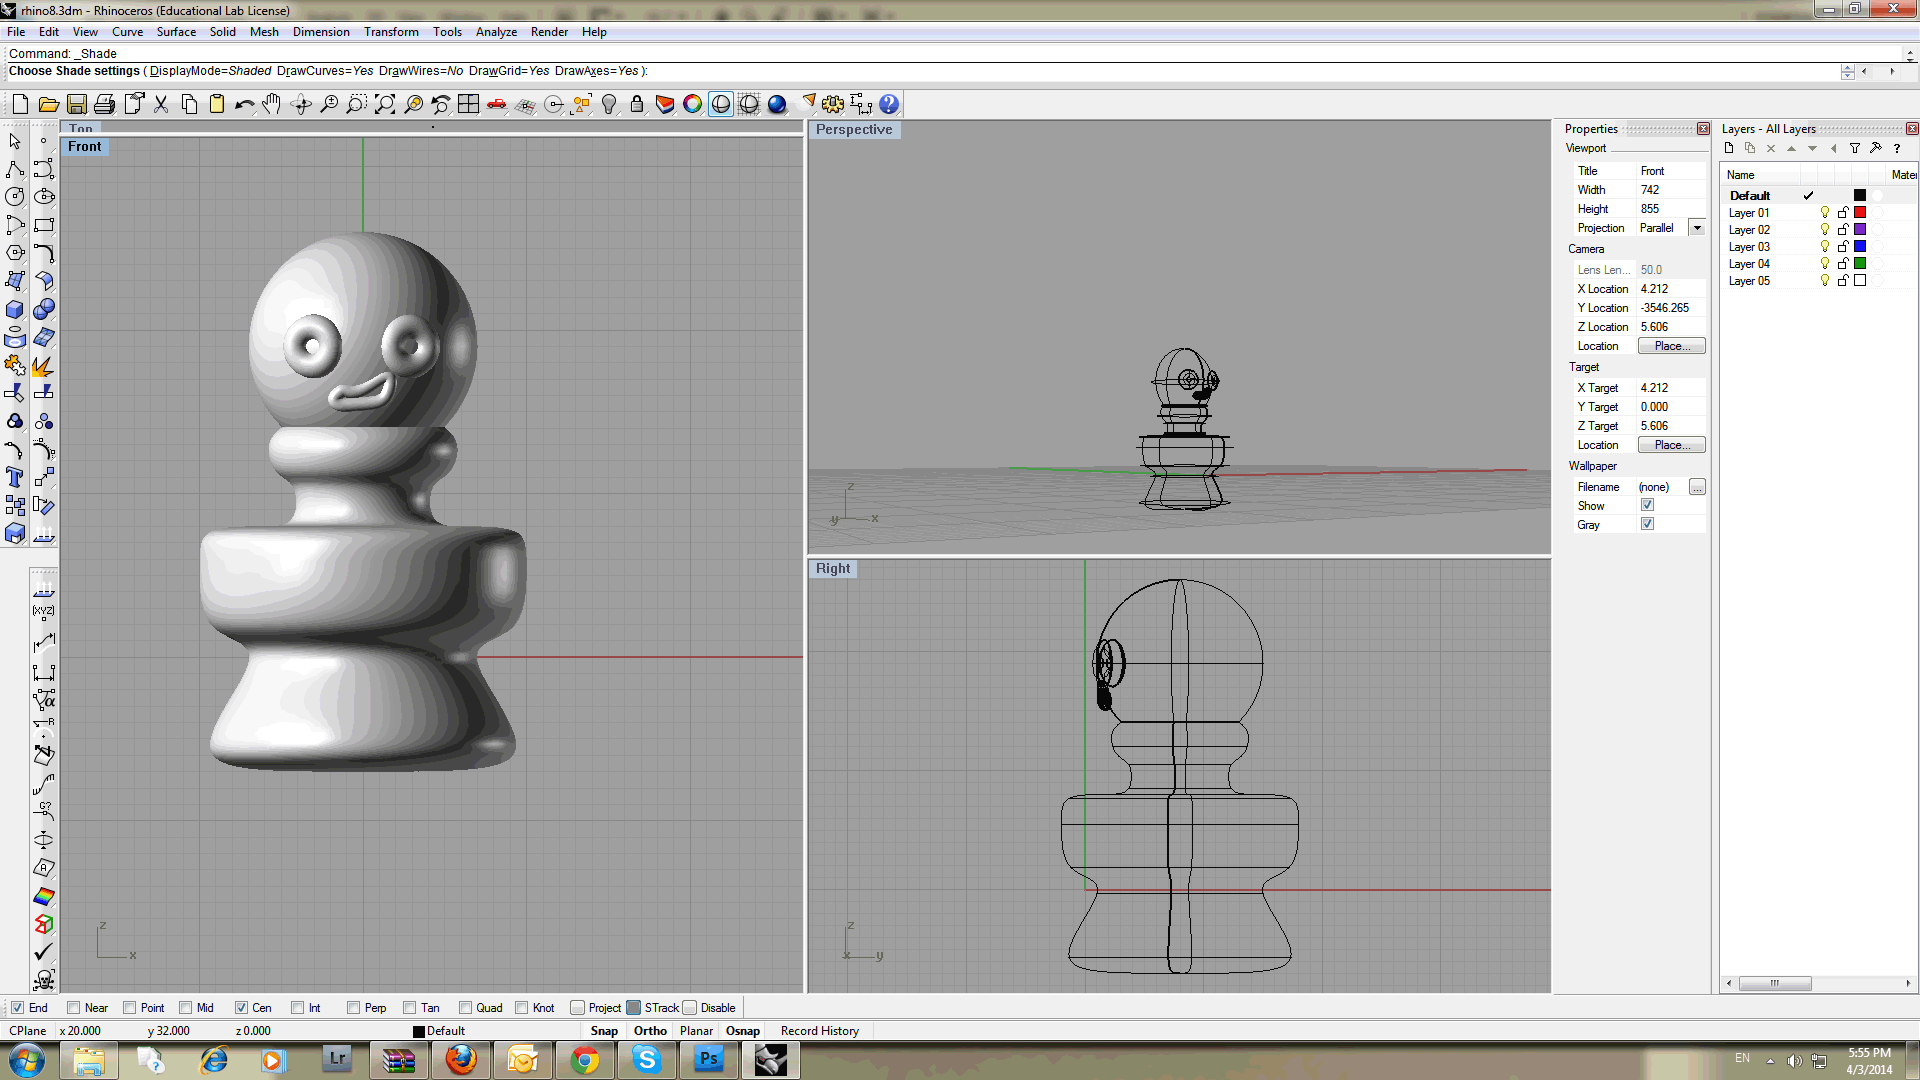 rhino8.3dm - Rhinoceros (Educational Lab License)
File Edit View Curve Surface Solid Mesh Dimension Transform Tools Analyze Render Help
Command: _Shade
Choose Shade settings ( DisplayMode=Shaded DrawCurves=Yes DrawWires=No DrawGrid=Yes DrawAxes=Yes ):
Top
Front
z
x
Perspective
z
y x
Right
z
x y
Properties
Viewport
Title Front
Width 742
Height 855
Projection Parallel
Camera
Lens Len... 50.0
X Location 4.212
Y Location -3546.265
Z Location 5.606
Location Place...
Target
X Target 4.212
Y Target 0.000
Z Target 5.606
Location Place...
Wallpaper
Filename (none) ...
Show
Gray
Layers - All Layers
?
Name Mater
Default
Layer 01
Layer 02
Layer 03
Layer 04
Layer 05
(XYZ)
R
G?
End Near Point Mid Cen Int Perp Tan Quad Knot Project STrack Disable
CPlane x 20.000 y 32.000 z 0.000 Default Snap Ortho Planar Osnap Record History
Lr
S
Ps
EN
5:55 PM
4/3/2014